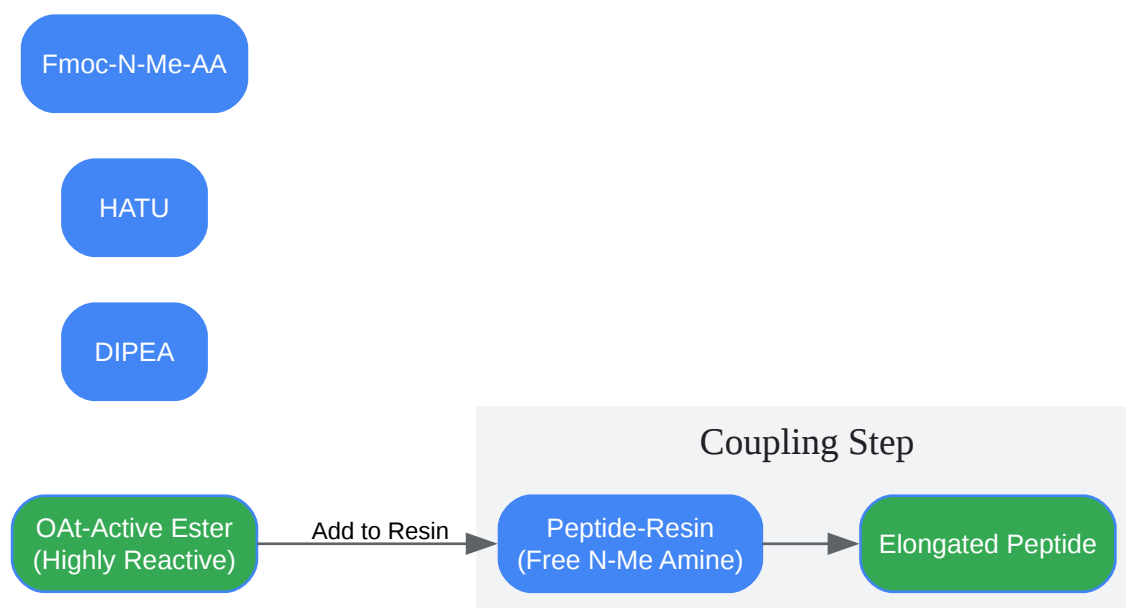 Fmoc-N-Me-AA
HATU
DIPEA
Coupling Step
OAt-Active Ester
(Highly Reactive)
Add to Resin
Peptide-Resin
(Free N-Me Amine)
Elongated Peptide